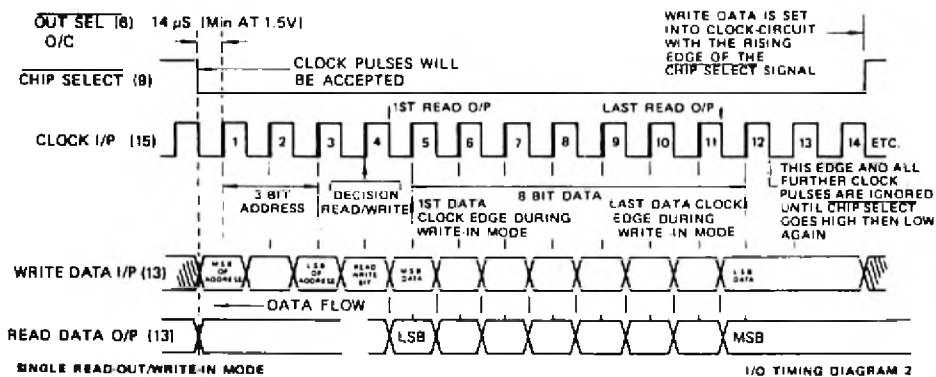 OUT SEL (6) 14 µS (Min AT 1.5V)
O/C
WRITE DATA IS SET
INTO CLOCK-CIRCUIT
WITH THE RISING
EDGE OF THE
CHIP SELECT SIGNAL
CHIP SELECT (9)
CLOCK PULSES WILL
BE ACCEPTED
1ST READ O/P LAST READ O/P
CLOCK I/P (15) 1 2 3 4 5 6 7 8 9 10 11 12 13 14 ETC.
3 BIT
ADDRESS
DECISION
READ/WRITE
8 BIT DATA
1ST DATA
CLOCK EDGE DURING
WRITE-IN MODE
LAST DATA CLOCK
EDGE DURING
WRITE-IN MODE
THIS EDGE AND ALL
FURTHER CLOCK
PULSES ARE IGNORED
UNTIL CHIP SELECT
GOES HIGH THEN LOW
AGAIN
WRITE DATA I/P (13)
MSB OF ADDRESS
LSB OF ADDRESS
READ WRITE BIT
MSB DATA
LSB DATA
DATA FLOW
READ DATA O/P (13) LSB MSB
SINGLE READ-OUT/WRITE-IN MODE
I/O TIMING DIAGRAM 2